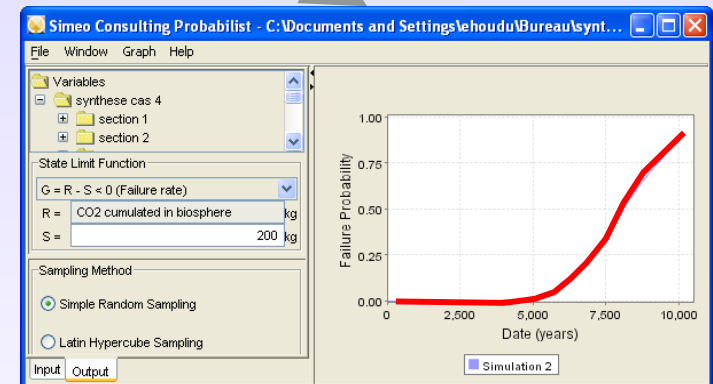 Simeo Consulting Probabilist - C:\Documents and Settings\ehoudu\Bureau\synt...
File Window Graph Help
Variables
synthese cas 4
section 1
section 2
State Limit Function
G = R - S < 0 (Failure rate)
R = CO2 cumulated in biosphere kg
S = 200 kg
Sampling Method
Simple Random Sampling
Latin Hypercube Sampling
Input Output
Failure Probability
1.00
0.75
0.50
0.25
0.00
0 2,500 5,000 7,500 10,000
Date (years)
Simulation 2